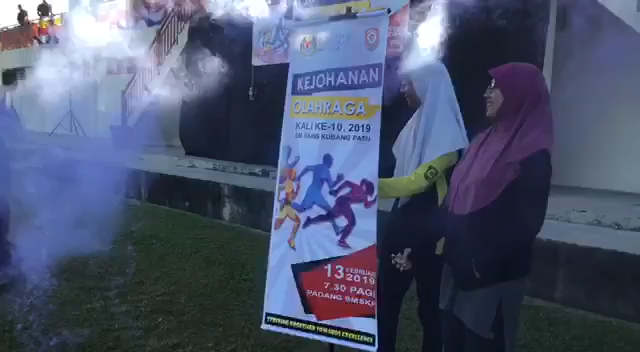 KEJOHANAN
OLAHRAGA
KALI KE-10, 2019
13 FEBRUARI
2019
7.30 PAGI
PADANG SMSKP
STRIVING TOGETHER TOWARDS EXCELLENCE